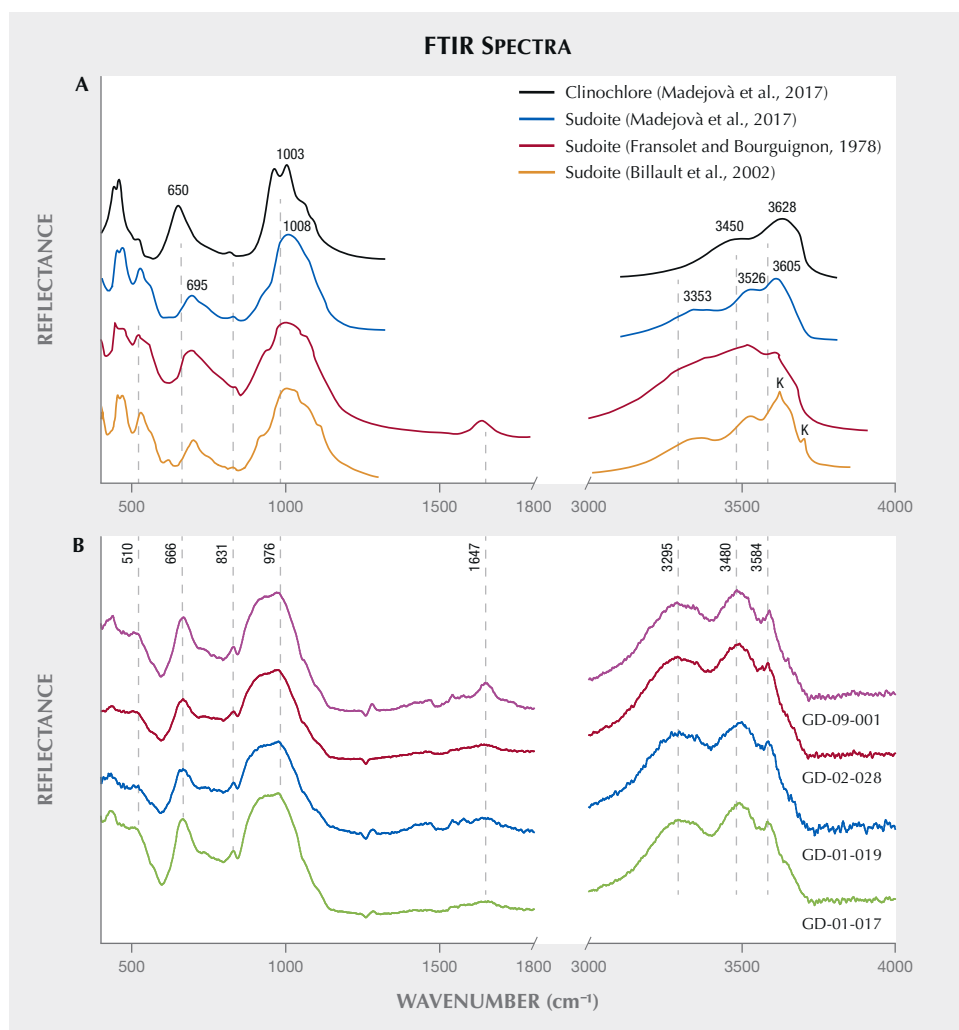 FTIR SPECTRA
A
Clinochlore (Madejovà et al., 2017)
Sudoite (Madejovà et al., 2017)
Sudoite (Fransolet and Bourguignon, 1978)
Sudoite (Billault et al., 2002)
REFLECTANCE
650
1003
1008
695
3450
3628
3353
3526
3605
K
K
500
1000
1500
1800
3000
3500
4000
B
510
666
831
976
1647
3295
3480
3584
REFLECTANCE
GD-09-001
GD-02-028
GD-01-019
GD-01-017
500
1000
1500
1800
3000
3500
4000
WAVENUMBER (cm⁻¹)